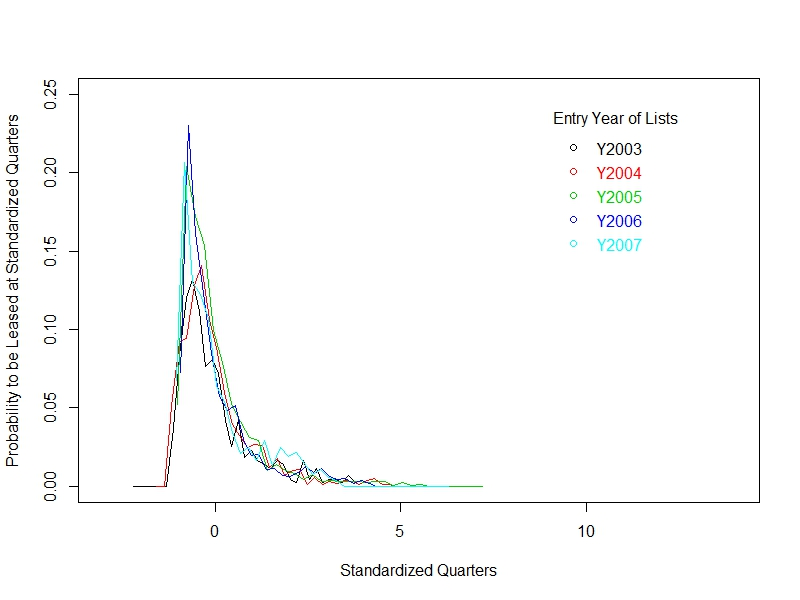 Entry Year of Lists
Y2003
Y2004
Y2005
Y2006
Y2007
Probability to be Leased at Standardized Quarters
0.25
0.20
0.15
0.10
0.05
0.00
0
5
10
Standardized Quarters